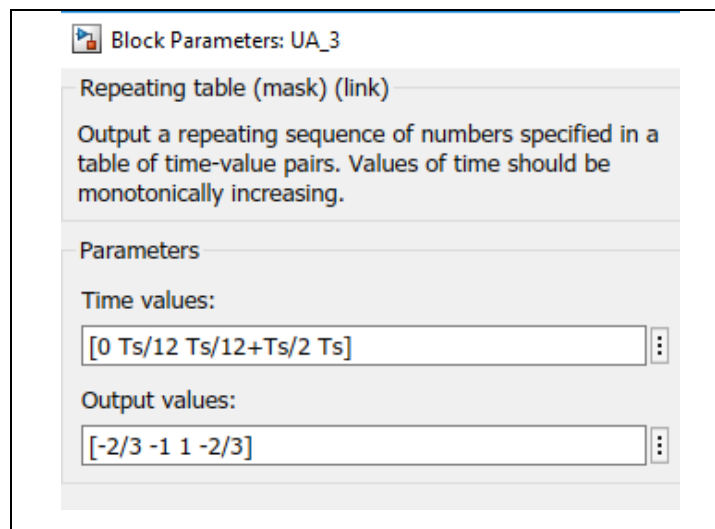 Block Parameters: UA_3
Repeating table (mask) (link)
Output a repeating sequence of numbers specified in a
table of time-value pairs. Values of time should be
monotonically increasing.
Parameters
Time values:
[0 Ts/12 Ts/12+Ts/2 Ts]
Output values:
[-2/3 -1 1 -2/3]